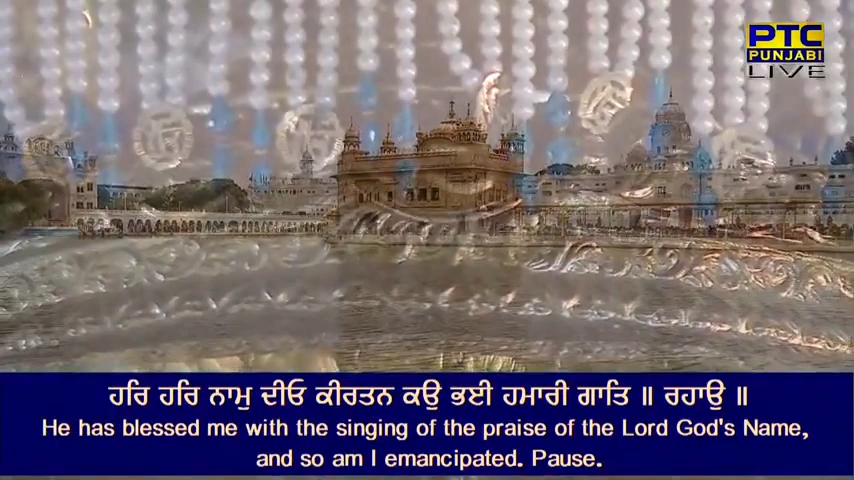 PTC
PUNJABI
LIVE
ਹਰਿ ਹਰਿ ਨਾਮੁ ਦੀਓ ਕੀਰਤਨ ਕਉ ਭਈ ਹਮਾਰੀ ਗਾਤਿ ॥ ਰਹਾਉ ॥
He has blessed me with the singing of the praise of the Lord God's Name,
and so am I emancipated. Pause.